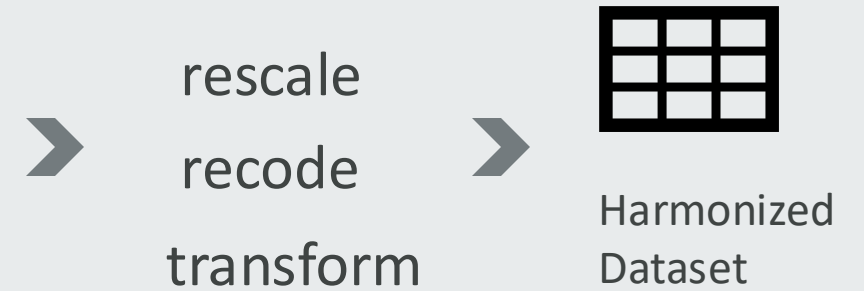 rescale
recode
transform
Harmonized
Dataset